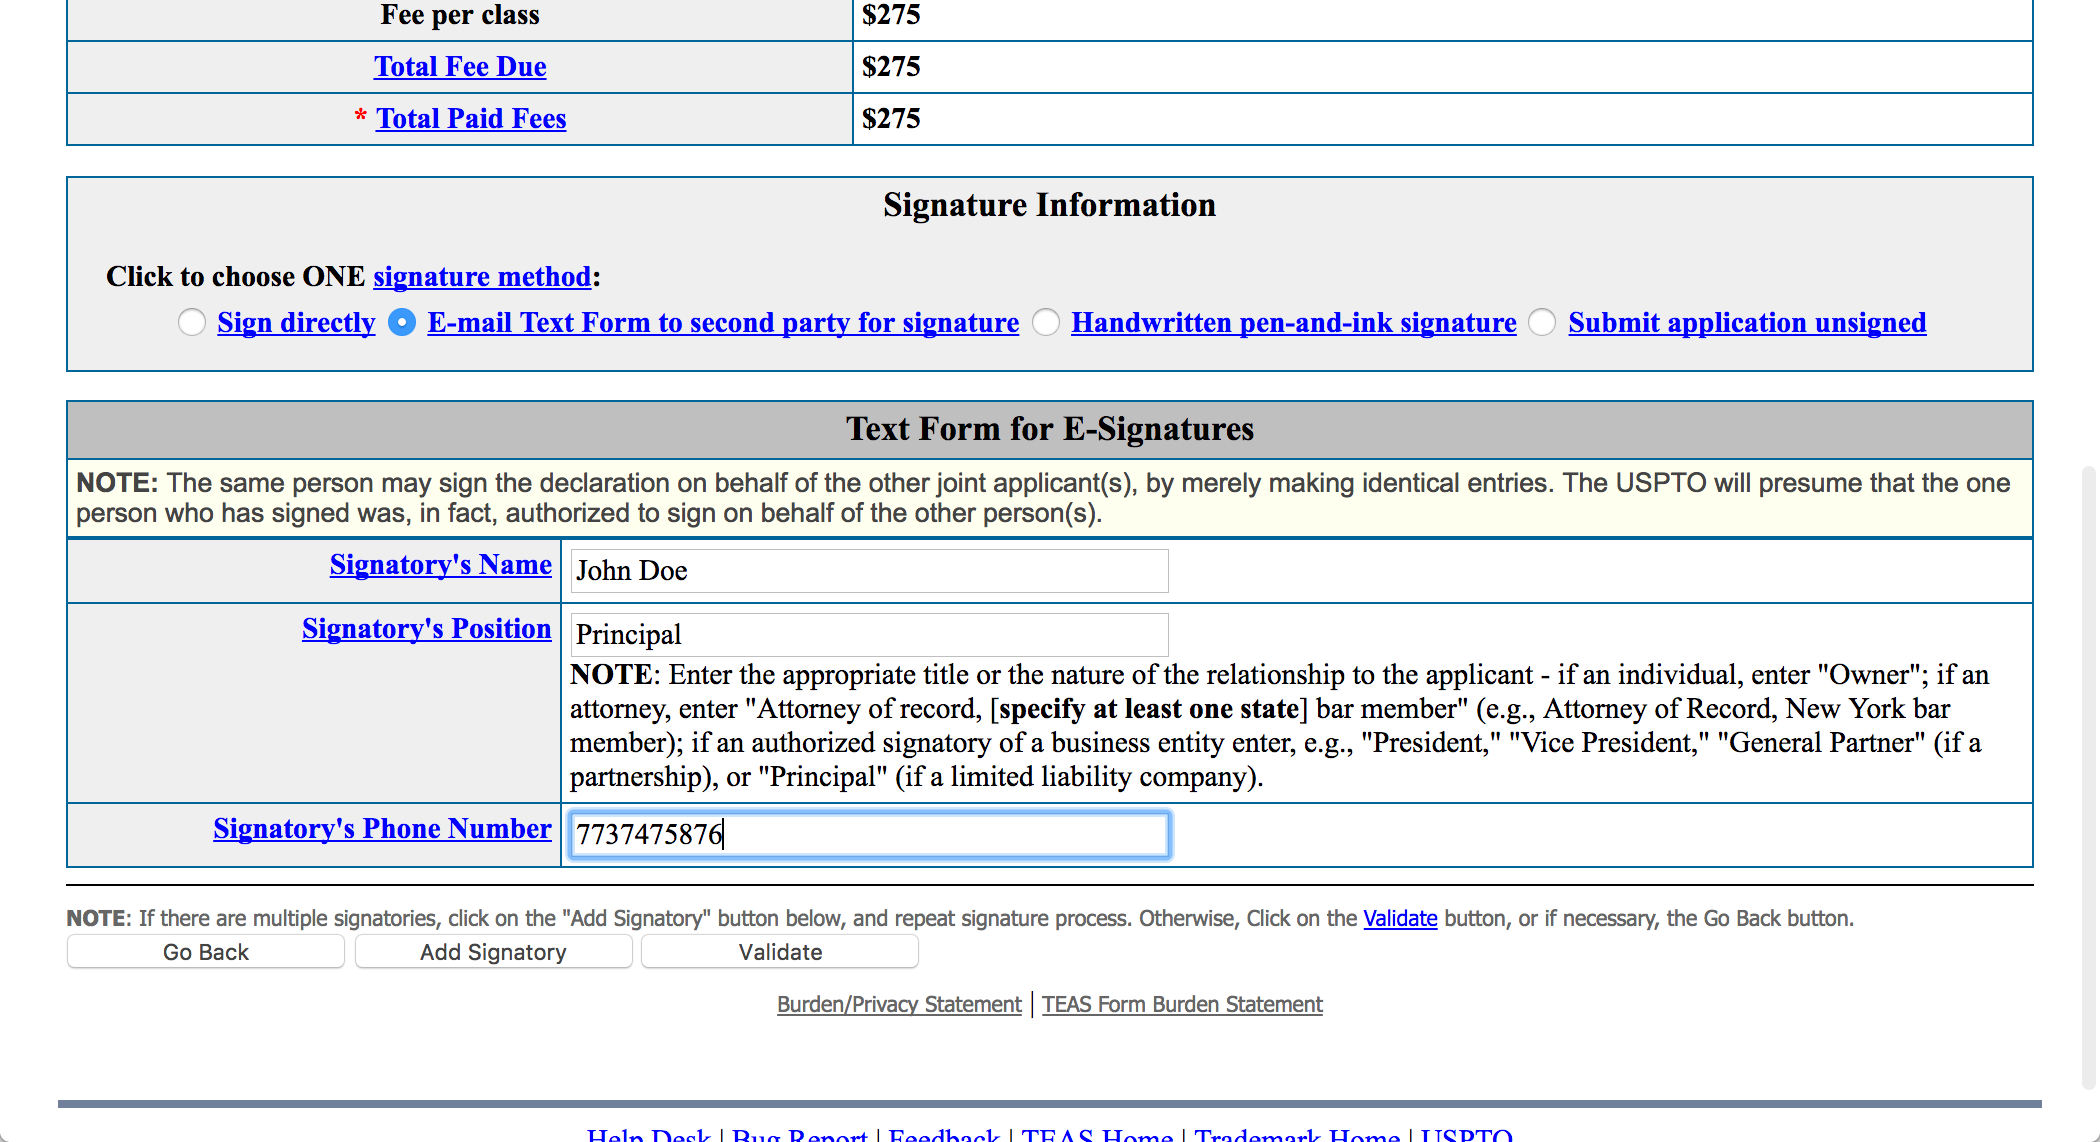 Fee per class $275
Total Fee Due $275
* Total Paid Fees $275
Signature Information
Click to choose ONE signature method:
Sign directly E-mail Text Form to second party for signature Handwritten pen-and-ink signature Submit application unsigned
Text Form for E-Signatures
NOTE: The same person may sign the declaration on behalf of the other joint applicant(s), by merely making identical entries. The USPTO will presume that the one
person who has signed was, in fact, authorized to sign on behalf of the other person(s).
Signatory's Name John Doe
Signatory's Position Principal
NOTE: Enter the appropriate title or the nature of the relationship to the applicant - if an individual, enter "Owner"; if an
attorney, enter "Attorney of record, [specify at least one state] bar member" (e.g., Attorney of Record, New York bar
member); if an authorized signatory of a business entity enter, e.g., "President," "Vice President," "General Partner" (if a
partnership), or "Principal" (if a limited liability company).
Signatory's Phone Number 7737475876
NOTE: If there are multiple signatories, click on the "Add Signatory" button below, and repeat signature process. Otherwise, Click on the Validate button, or if necessary, the Go Back button.
Go Back Add Signatory Validate
Burden/Privacy Statement | TEAS Form Burden Statement
Help Desk | Bug Report | Feedback | TEAS Home | Trademark Home | USPTO